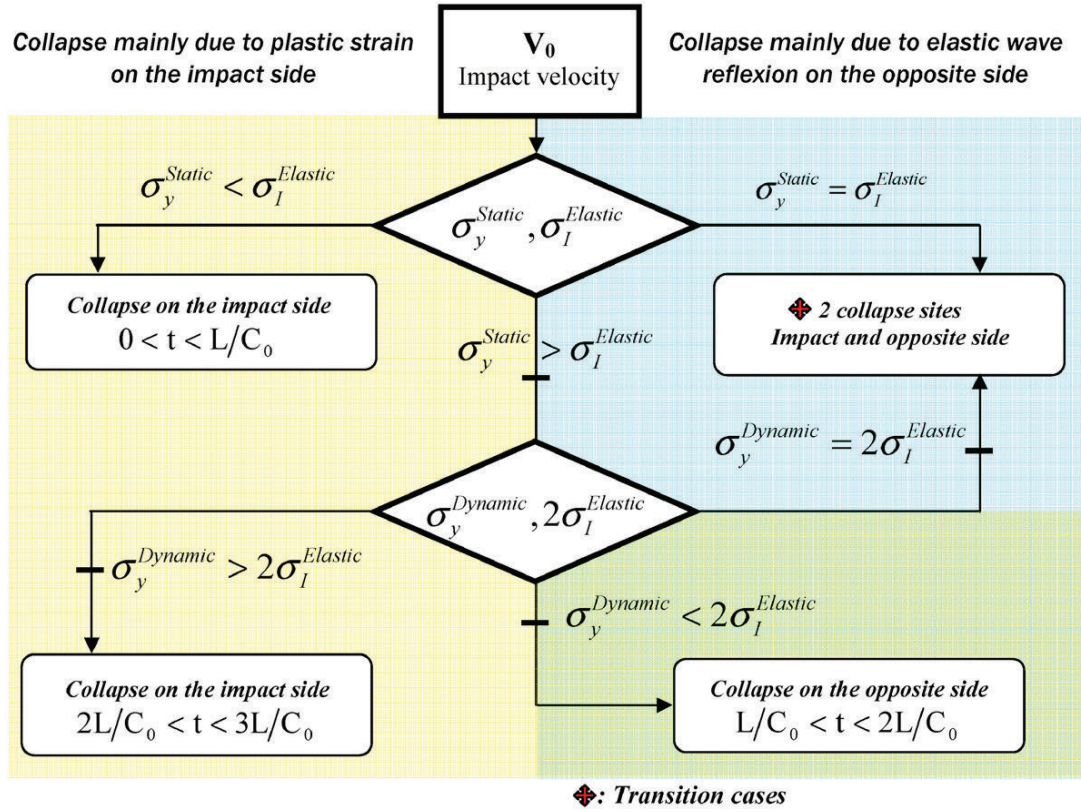 Collapse mainly due to plastic strain
on the impact side
V₀
Impact velocity
Collapse mainly due to elastic wave
reflexion on the opposite side
σ_y^Static < σ_I^Elastic
σ_y^Static , σ_I^Elastic
σ_y^Static = σ_I^Elastic
Collapse on the impact side
0 < t < L/C₀
2 collapse sites
Impact and opposite side
σ_y^Static > σ_I^Elastic
σ_y^Dynamic = 2σ_I^Elastic
σ_y^Dynamic , 2σ_I^Elastic
σ_y^Dynamic > 2σ_I^Elastic
σ_y^Dynamic < 2σ_I^Elastic
Collapse on the impact side
2L/C₀ < t < 3L/C₀
Collapse on the opposite side
L/C₀ < t < 2L/C₀
: Transition cases